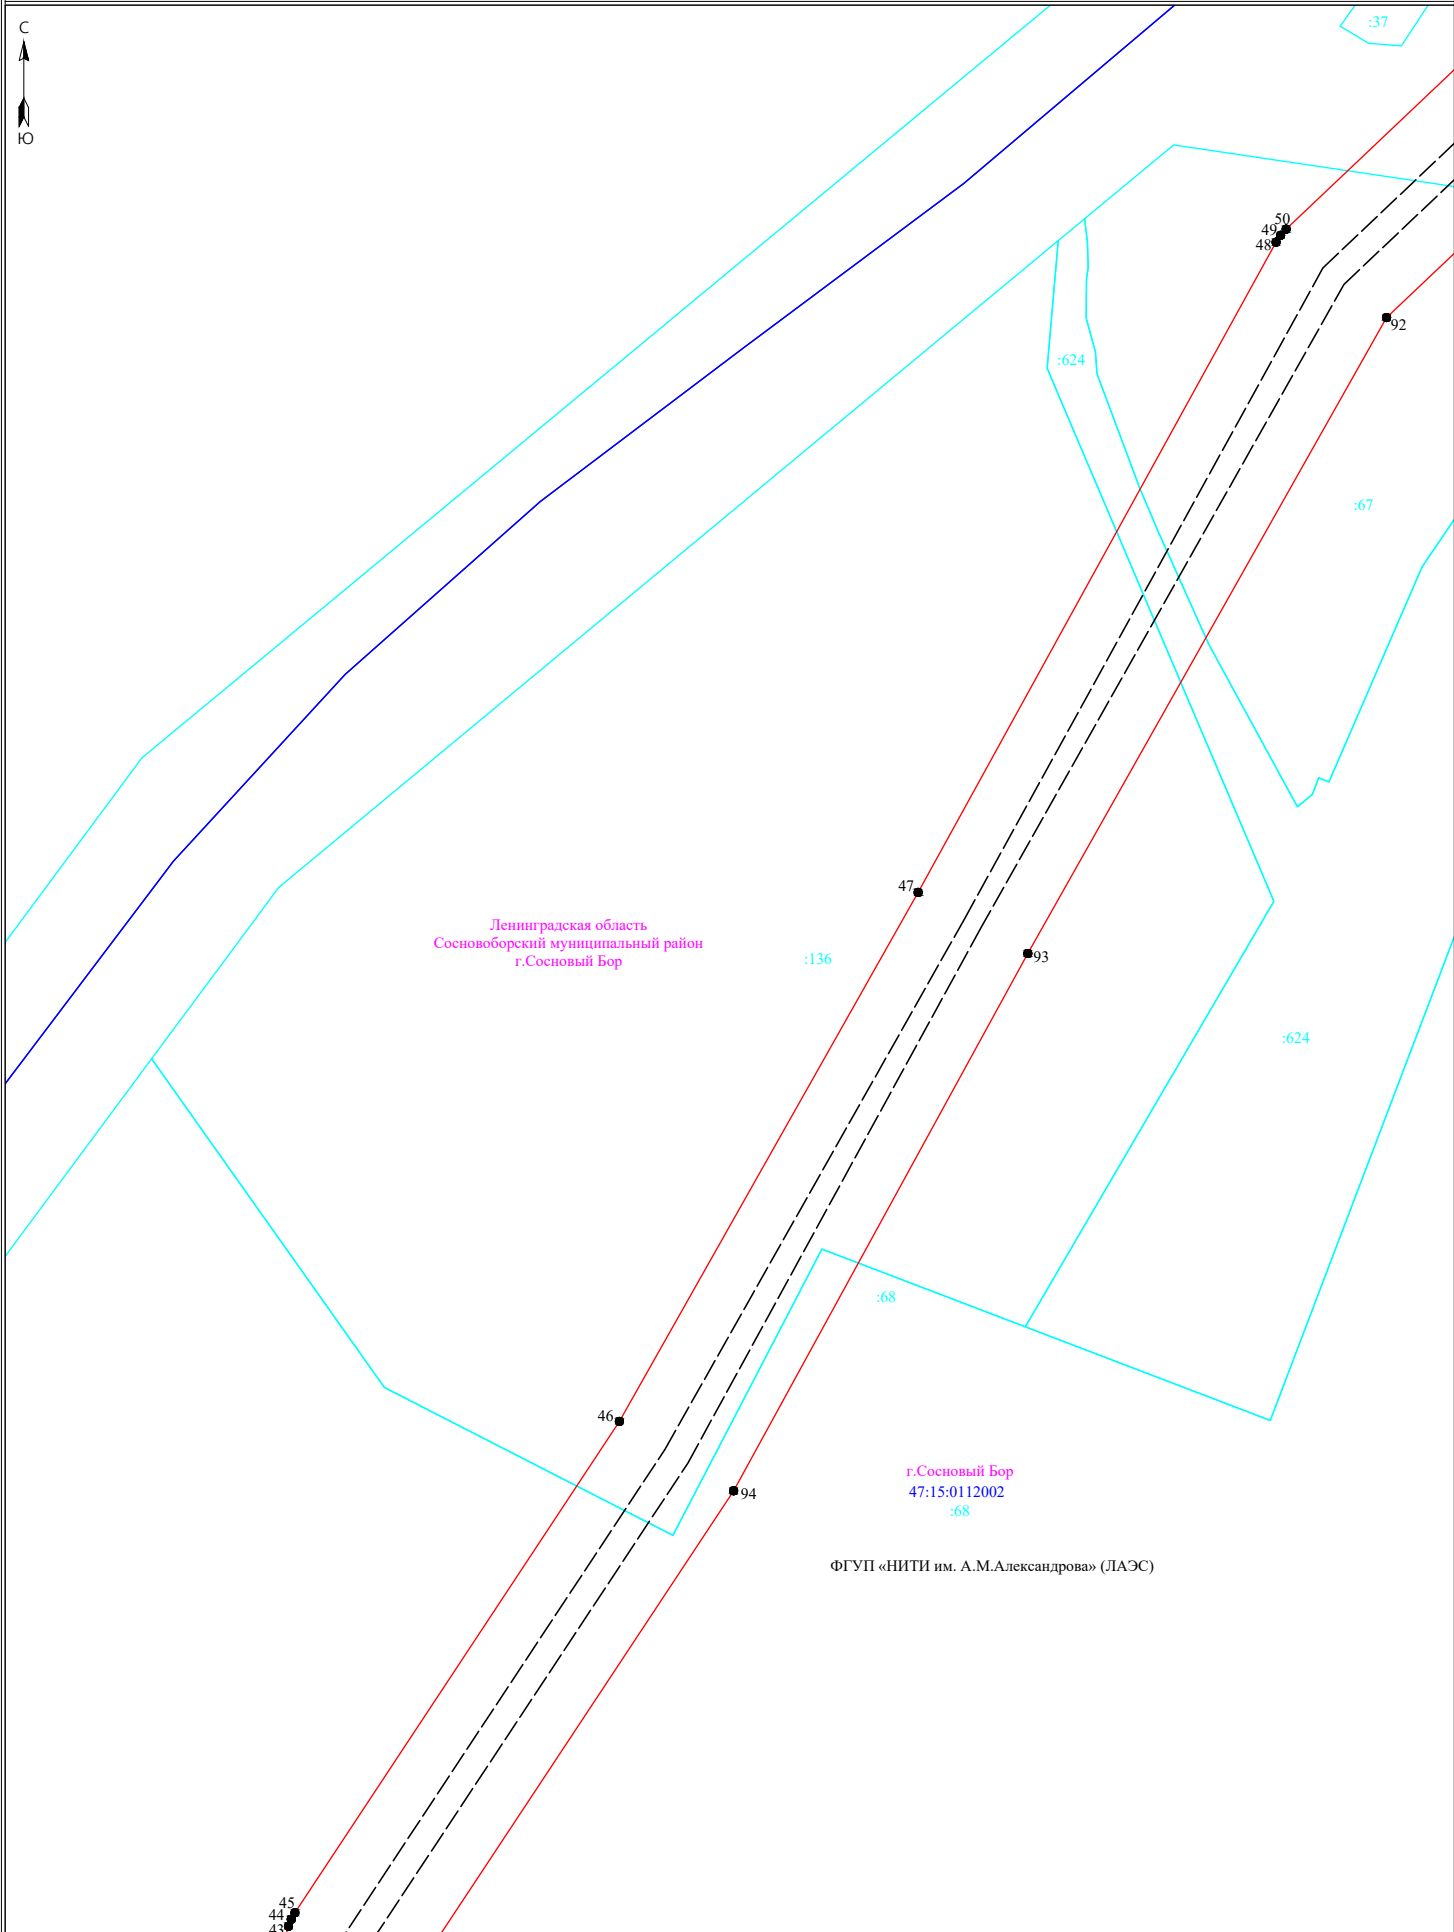 С
Ю
:37
50
49
48
92
:624
:67
47
Ленинградская область
Сосновоборский муниципальный район
г.Сосновый Бор
:136
93
:624
:68
46
94
г.Сосновый Бор
47:15:0112002
:68
ФГУП «НИТИ им. А.М.Александрова» (ЛАЭС)
45
44
43